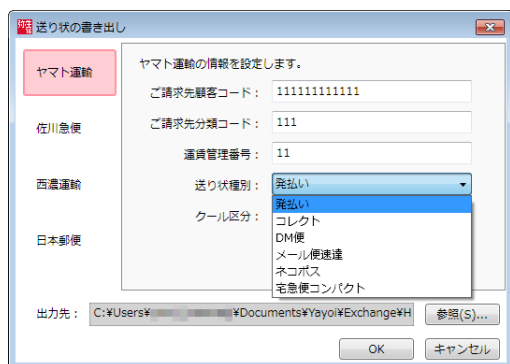 送り状の書き出し
ヤマト運輸
佐川急便
西濃運輸
日本郵便
ヤマト運輸の情報を設定します。
ご請求先顧客コード： 111111111111
ご請求先分類コード： 111
運賃管理番号： 11
送り状種別： 発払い
発払い
コレクト
DM便
メール便速達
ネコポス
宅急便コンパクト
クール区分：
出力先： C:¥Users¥ ¥Documents¥Yayoi¥Exchange¥H 参照(S)...
OK キャンセル